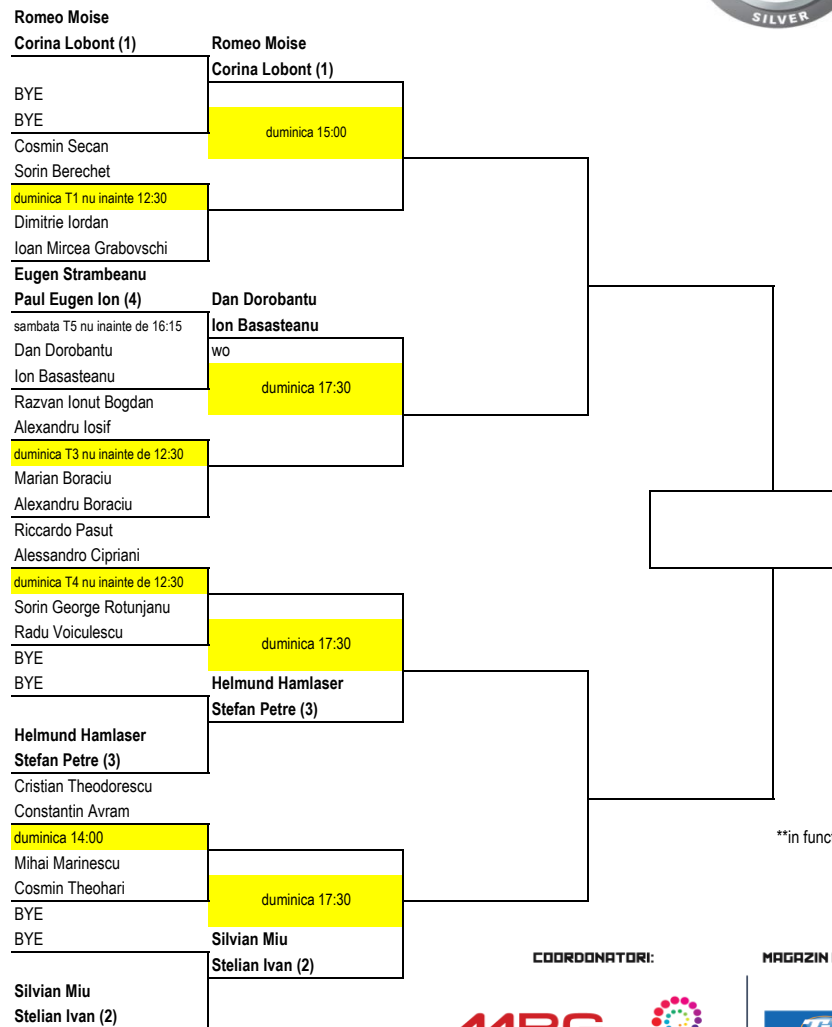 SILVER
Romeo Moise
Corina Lobont (1)
Romeo Moise
Corina Lobont (1)
BYE
BYE
duminica 15:00
Cosmin Secan
Sorin Berechet
duminica T1 nu inainte 12:30
Dimitrie Iordan
Ioan Mircea Grabovschi
Eugen Strambeanu
Paul Eugen Ion (4)
Dan Dorobantu
sambata T5 nu inainte de 16:15
Ion Basasteanu
Dan Dorobantu
wo
Ion Basasteanu
duminica 17:30
Razvan Ionut Bogdan
Alexandru Iosif
duminica T3 nu inainte de 12:30
Marian Boraciu
Alexandru Boraciu
Riccardo Pasut
Alessandro Cipriani
duminica T4 nu inainte de 12:30
Sorin George Rotunjanu
Radu Voiculescu
duminica 17:30
BYE
BYE
Helmund Hamlaser
Stefan Petre (3)
Helmund Hamlaser
Stefan Petre (3)
Cristian Theodorescu
Constantin Avram
duminica 14:00
**in func
Mihai Marinescu
Cosmin Theohari
duminica 17:30
BYE
BYE
Silvian Miu
Stelian Ivan (2)
COORDONATORI:
MAGAZIN
Silvian Miu
Stelian Ivan (2)